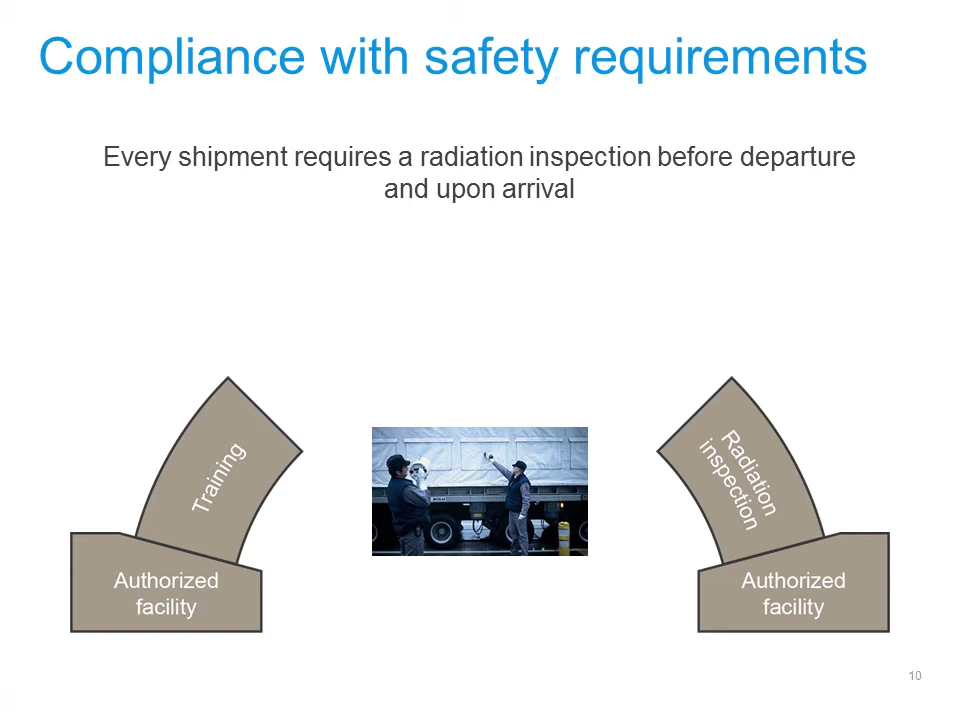 Compliance with safety requirements
Every shipment requires a radiation inspection before departure
and upon arrival
Training
Radiation
inspection
Authorized
facility
Authorized
facility
10